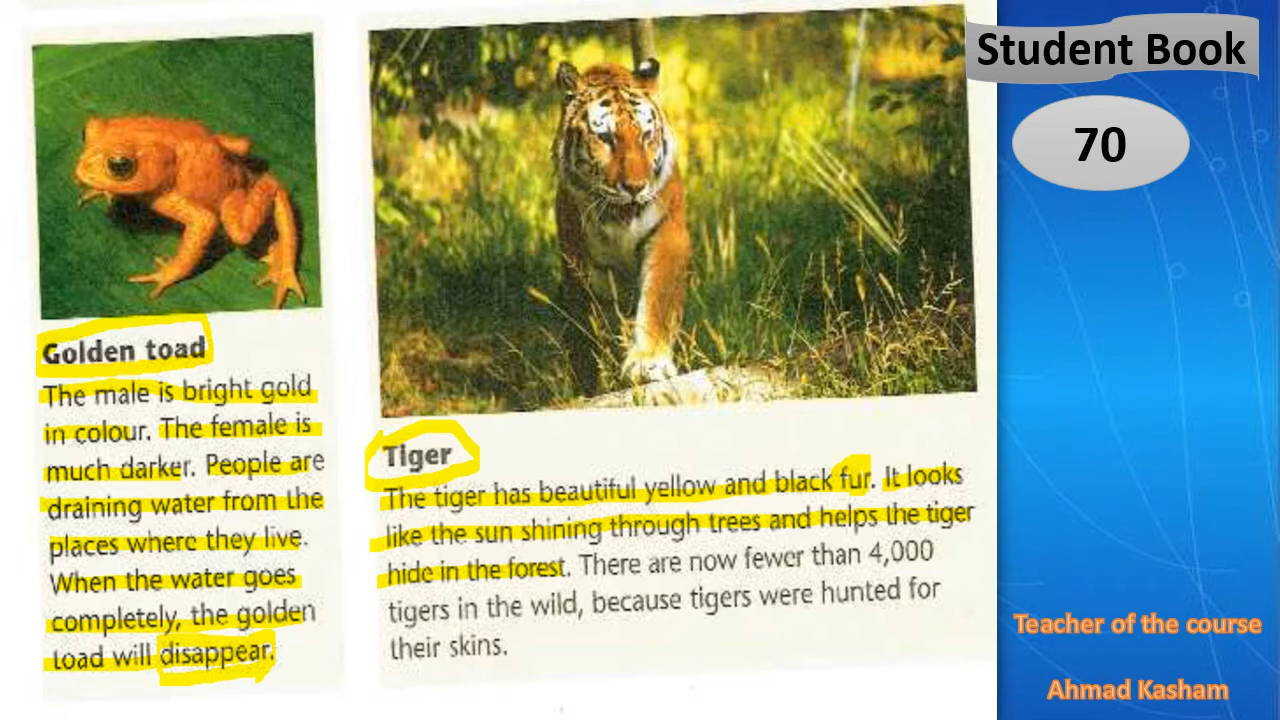 Golden toad
The male is bright gold
in colour. The female is
much darker. People are
draining water from the
places where they live.
When the water goes
completely, the golden
toad will disappear.
Tiger
The tiger has beautiful yellow and black fur. It looks
like the sun shining through trees and helps the tiger
hide in the forest. There are now fewer than 4,000
tigers in the wild, because tigers were hunted for
their skins.
Student Book
70
Teacher of the course
Ahmad Kasham